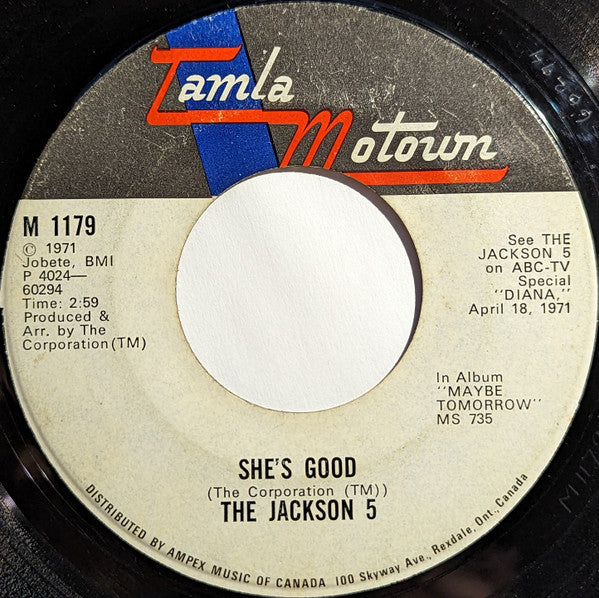 Tamla
Motown
M 1179
© 1971
Jobete, BMI
P 4024—
60294
Time: 2:59
Produced &
Arr. by The
Corporation (TM)
See THE
JACKSON 5
on ABC-TV
Special
"DIANA,"
April 18, 1971
In Album
"MAYBE
TOMORROW"
MS 735
SHE'S GOOD
(The Corporation (TM))
THE JACKSON 5
DISTRIBUTED BY AMPEX MUSIC OF CANADA 100 Skyway Ave., Rexdale, Ont., Canada